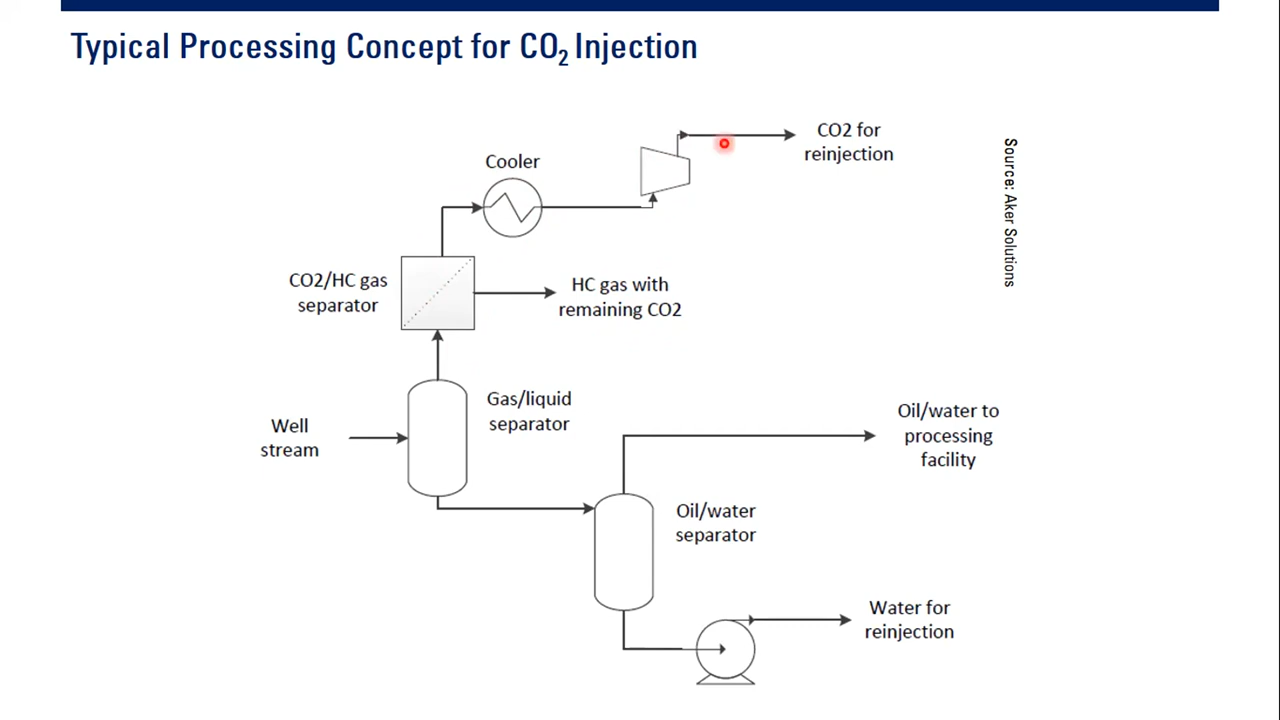 Typical Processing Concept for CO₂ Injection
CO2 for
reinjection
Cooler
Source: Aker Solutions
CO2/HC gas
separator
HC gas with
remaining CO2
Gas/liquid
separator
Well
stream
Oil/water to
processing
facility
Oil/water
separator
Water for
reinjection